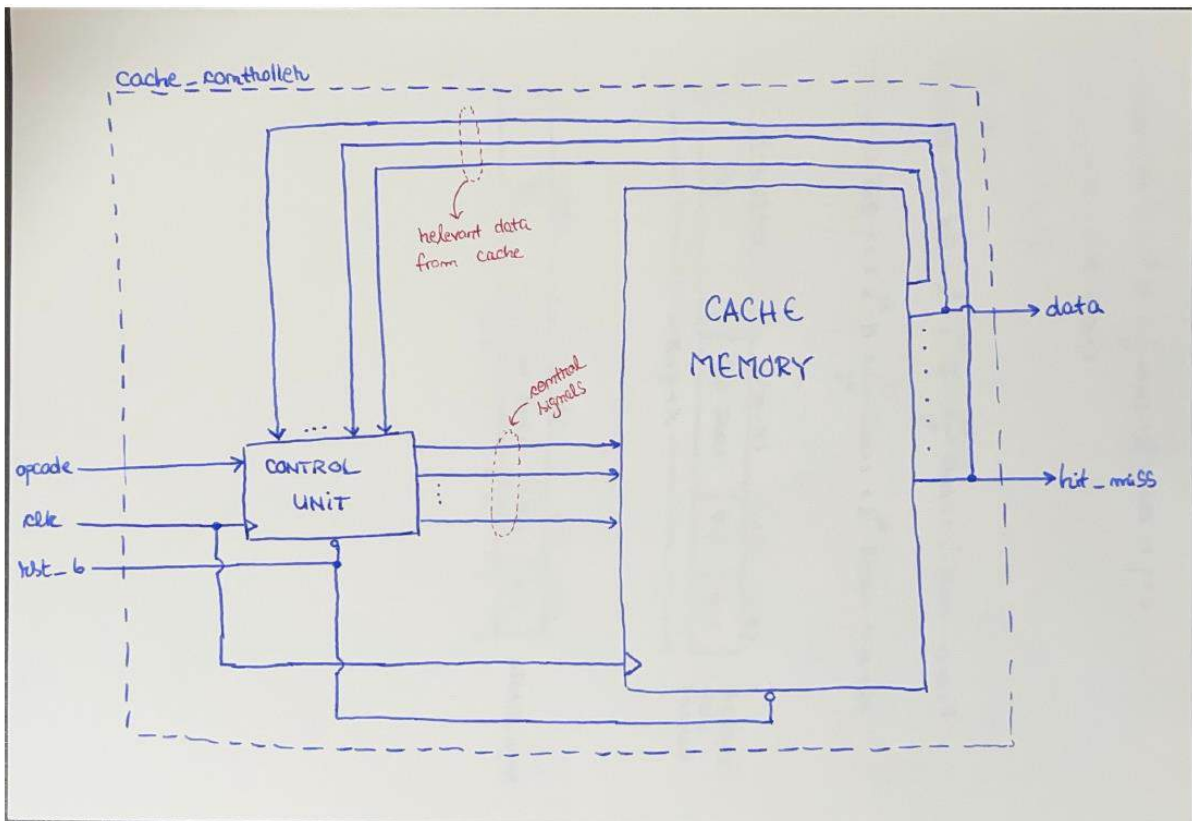 cache_controller
relevant data
from cache
CACHE
MEMORY
data
control
signals
...
opcode
CONTROL
UNIT
hit_miss
clk
rst_b